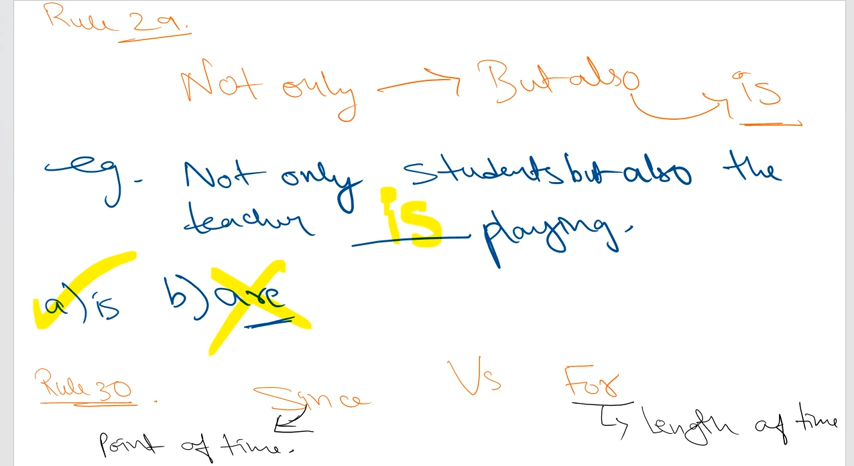 Rule 29.
Not only → But also is
eg. Not only students but also the
teacher is playing.
a) is b) are
Rule 30. Since Vs For
Point of time. length of time